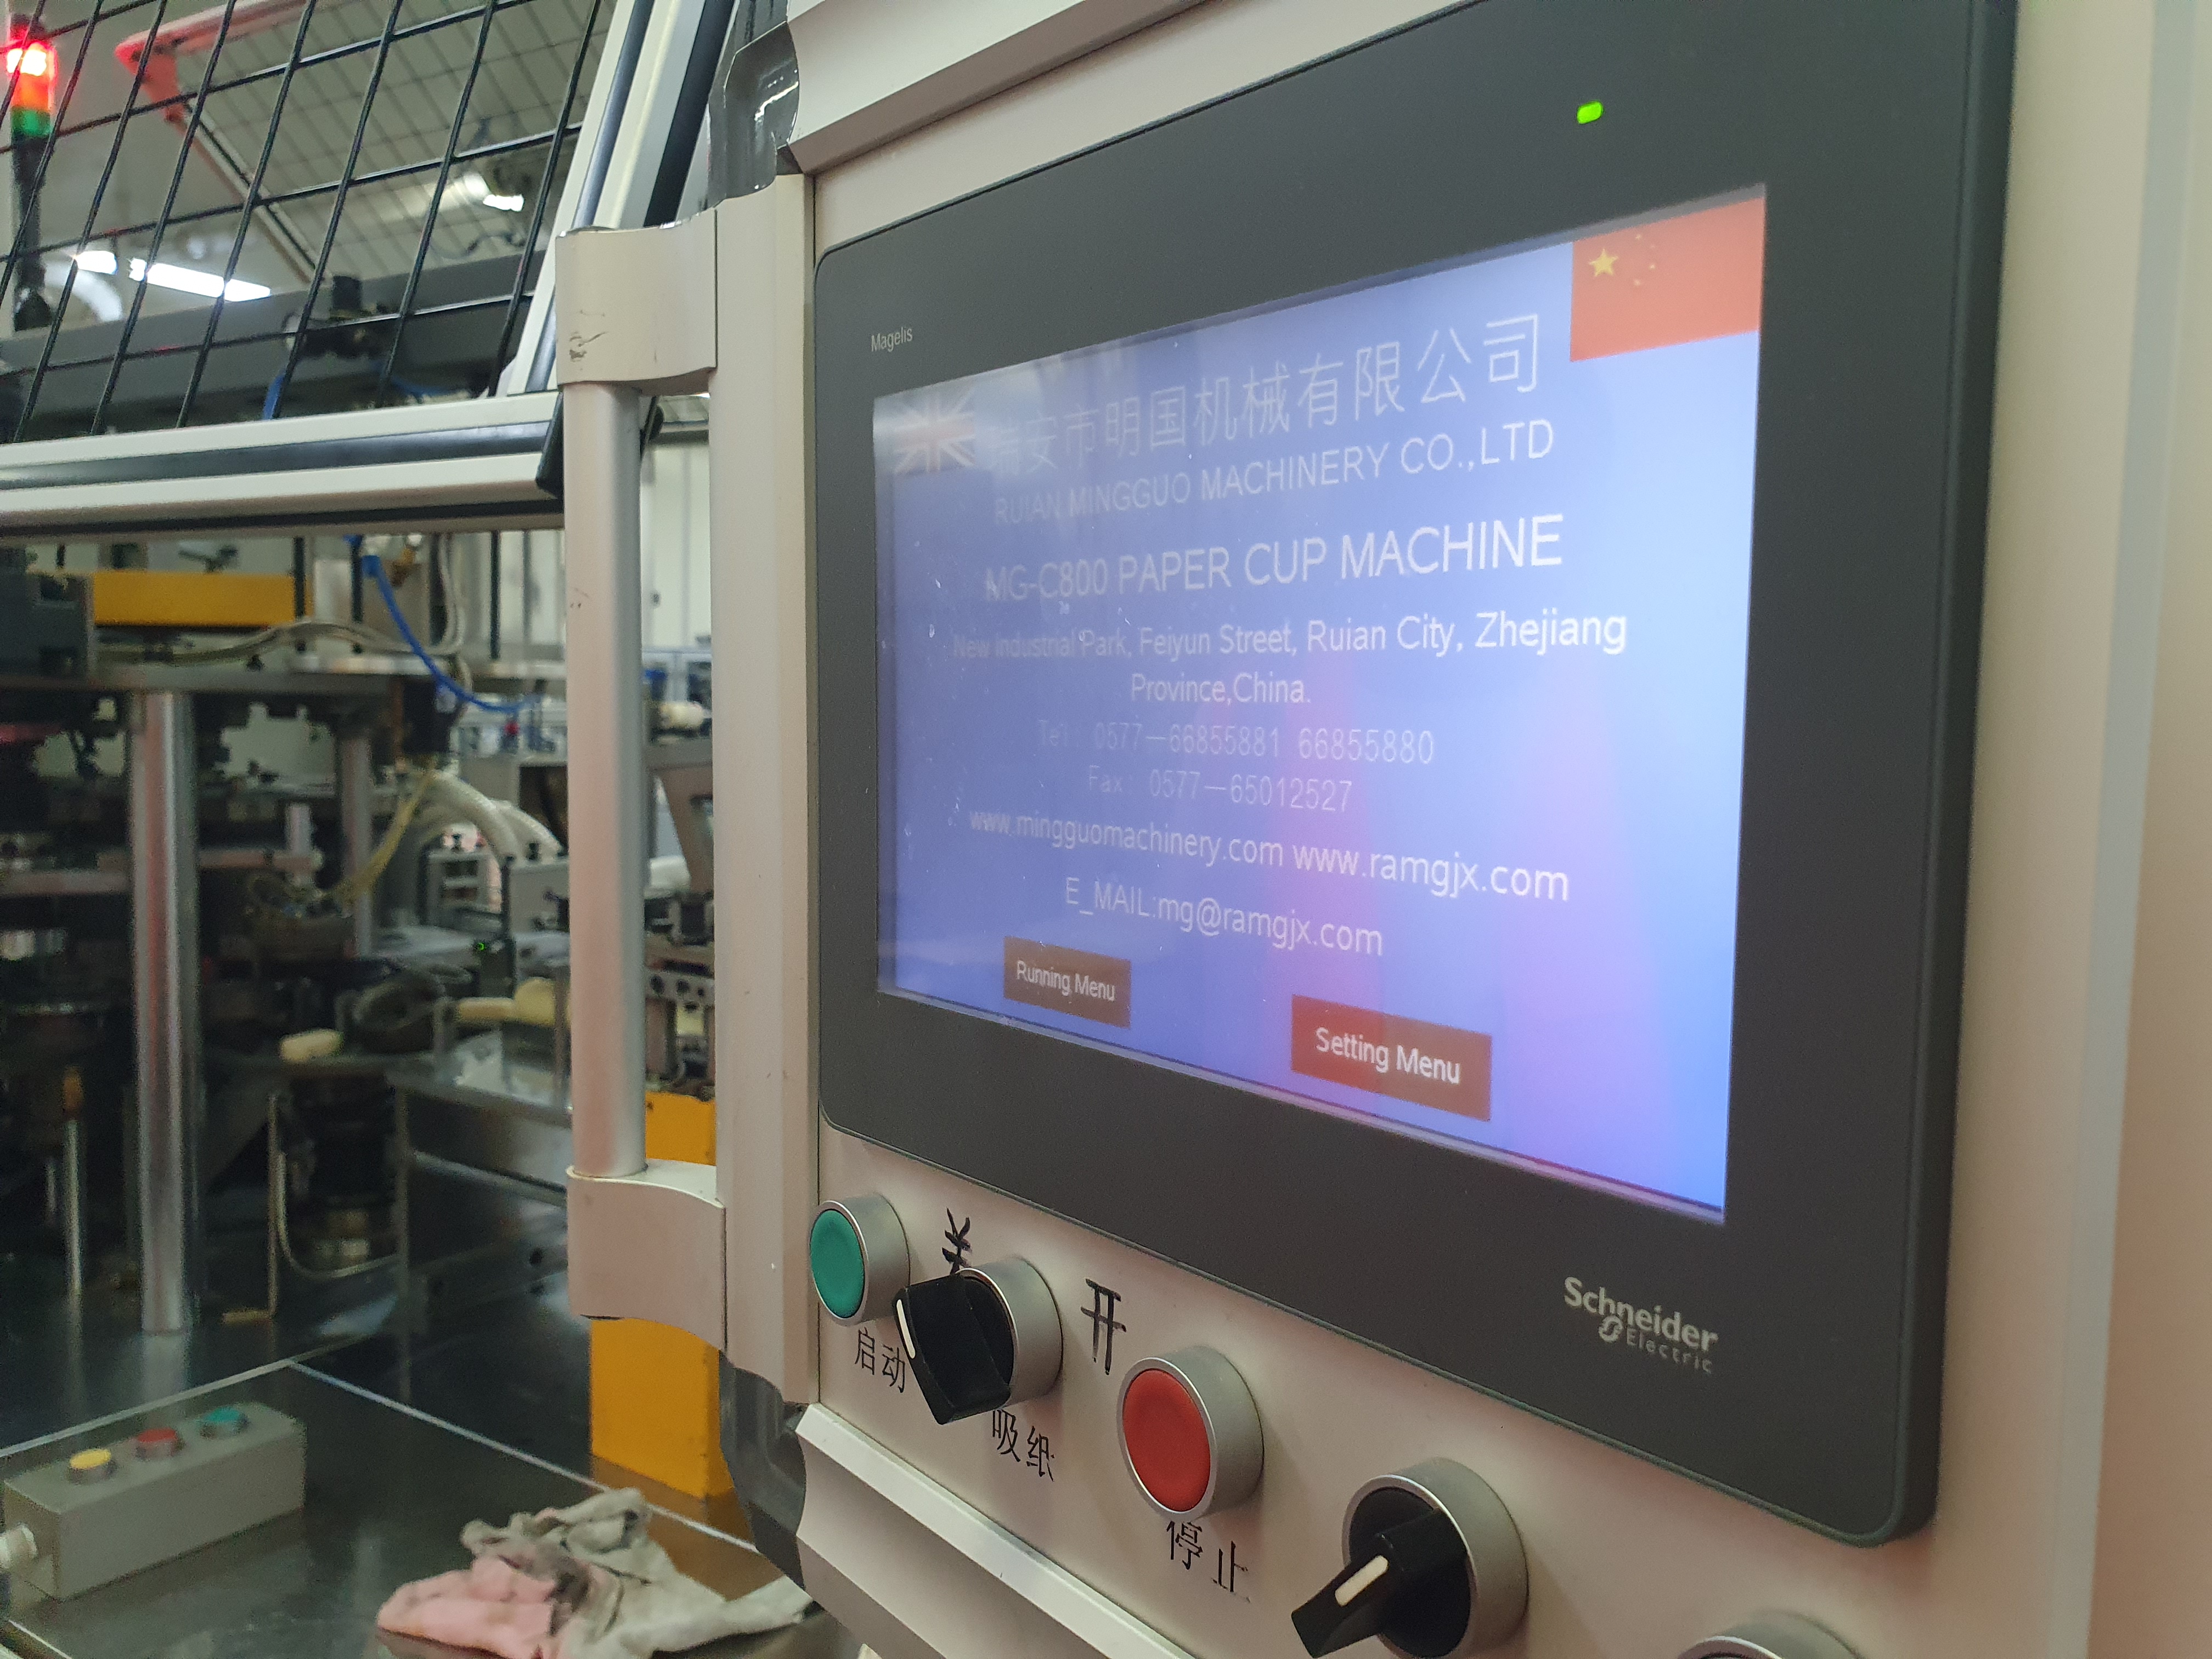 Magelis
瑞安市明国机械有限公司
RUIAN MINGGUO MACHINERY CO.,LTD
MG-C800 PAPER CUP MACHINE
New industrial Park, Feiyun Street, Ruian City, Zhejiang
Province,China.
Tel: 0577—66855881 66855880
Fax: 0577—65012527
www.mingguomachinery.com www.ramgjx.com
E_MAIL:mg@ramgjx.com
Running Menu
Setting Menu
Schneider
Electric
关
开
启动
吸纸
停止